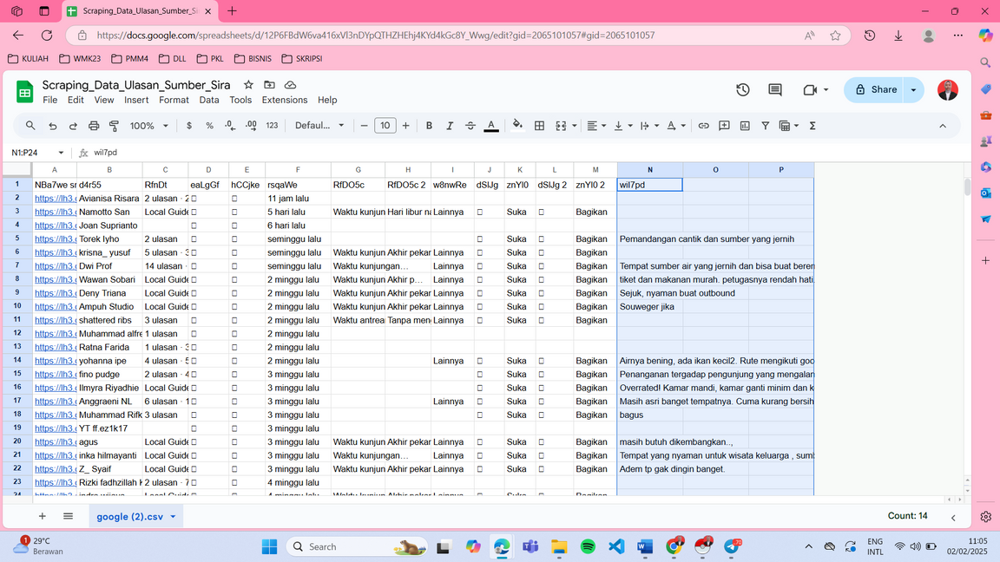 Scraping_Data_Ulasan_Sumber_Si
https://docs.google.com/spreadsheets/d/12P6FBdW6va416xVl3nDYpQTHZHEhj4KYd4kGc8Y_Wwg/edit?gid=2065101057#gid=2065101057
KULIAH WMK23 PMM4 DLL PKL BISNIS SKRIPSI
Scraping_Data_Ulasan_Sumber_Sira
File Edit View Insert Format Data Tools Extensions Help
Share
100% $ % .0 .00 123 Defaul... 10 B I A
N1:P24 fx wil7pd
A B C D E F G H I J K L M N O P
1 NBa7we sr d4r55 RfnDt eaLgGf hCCjke rsqaWe RfDO5c RfDO5c 2 w8nwRe dSlJg znYl0 dSlJg 2 znYl0 2 wil7pd
2 https://lh3.g Avianisa Risara 2 ulasan · 2 11 jam lalu
3 https://lh3.g Namotto San Local Guide 5 hari lalu Waktu kunjun Hari libur na Lainnya Suka Bagikan
4 https://lh3.g Joan Suprianto 6 hari lalu
5 https://lh3.g Torek Iyho 2 ulasan seminggu lalu Suka Bagikan Pemandangan cantik dan sumber yang jernih
6 https://lh3.g krisna_ yusuf 5 ulasan · 3 seminggu lalu Waktu kunjun Akhir pekan Lainnya Suka Bagikan
7 https://lh3.g Dwi Prof 14 ulasan · seminggu lalu Waktu kunjungan… Lainnya Suka Bagikan Tempat sumber air yang jernih dan bisa buat beren
8 https://lh3.g Wawan Sobari Local Guide 2 minggu lalu Waktu kunjun Akhir p… Lainnya Suka Bagikan tiket dan makanan murah. petugasnya rendah hati.
9 https://lh3.g Deny Triana Local Guide 2 minggu lalu Waktu kunjun Akhir pekan Lainnya Suka Bagikan Sejuk, nyaman buat outbound
10 https://lh3.g Ampuh Studio Local Guide 2 minggu lalu Waktu kunjun Akhir pekan Lainnya Suka Bagikan Souweger jika
11 https://lh3.g shattered ribs 3 ulasan 2 minggu lalu Waktu antrea Tanpa men Lainnya Suka Bagikan
12 https://lh3.g Muhammad alfre 1 ulasan 2 minggu lalu
13 https://lh3.g Ratna Farida 1 ulasan · 3 2 minggu lalu
14 https://lh3.g yohanna ipe 4 ulasan · 5 2 minggu lalu Lainnya Suka Bagikan Airnya bening, ada ikan kecil2. Rute mengikuti goo
15 https://lh3.g fino pudge 2 ulasan · 4 3 minggu lalu Suka Bagikan Penanganan tergadap pengunjung yang mengalan
16 https://lh3.g Ilmyra Riyadhie Local Guide 3 minggu lalu Suka Bagikan Overrated! Kamar mandi, kamar ganti minim dan k
17 https://lh3.g Anggraeni NL 6 ulasan · 1 3 minggu lalu Lainnya Suka Bagikan Masih asri banget tempatnya. Cuma kurang bersih
18 https://lh3.g Muhammad Rifk 3 ulasan 3 minggu lalu Suka Bagikan bagus
19 https://lh3.g YT ff.ez1k17 3 minggu lalu
20 https://lh3.g agus Local Guide 3 minggu lalu Waktu kunjun Akhir pekan Lainnya Suka Bagikan masih butuh dikembangkan..,
21 https://lh3.g inka hilmayanti Local Guide 3 minggu lalu Waktu kunjungan… Lainnya Suka Bagikan Tempat yang nyaman untuk wisata keluarga , sumb
22 https://lh3.g Z_ Syaif Local Guide 3 minggu lalu Waktu kunjun Akhir pekan Lainnya Suka Bagikan Adem tp gak dingin banget.
23 https://lh3.g Rizki fadhzillah 2 ulasan · 7 4 minggu lalu
google (2).csv Count: 14
29°C
Berawan
Search
ENG
INTL
11:05
02/02/2025